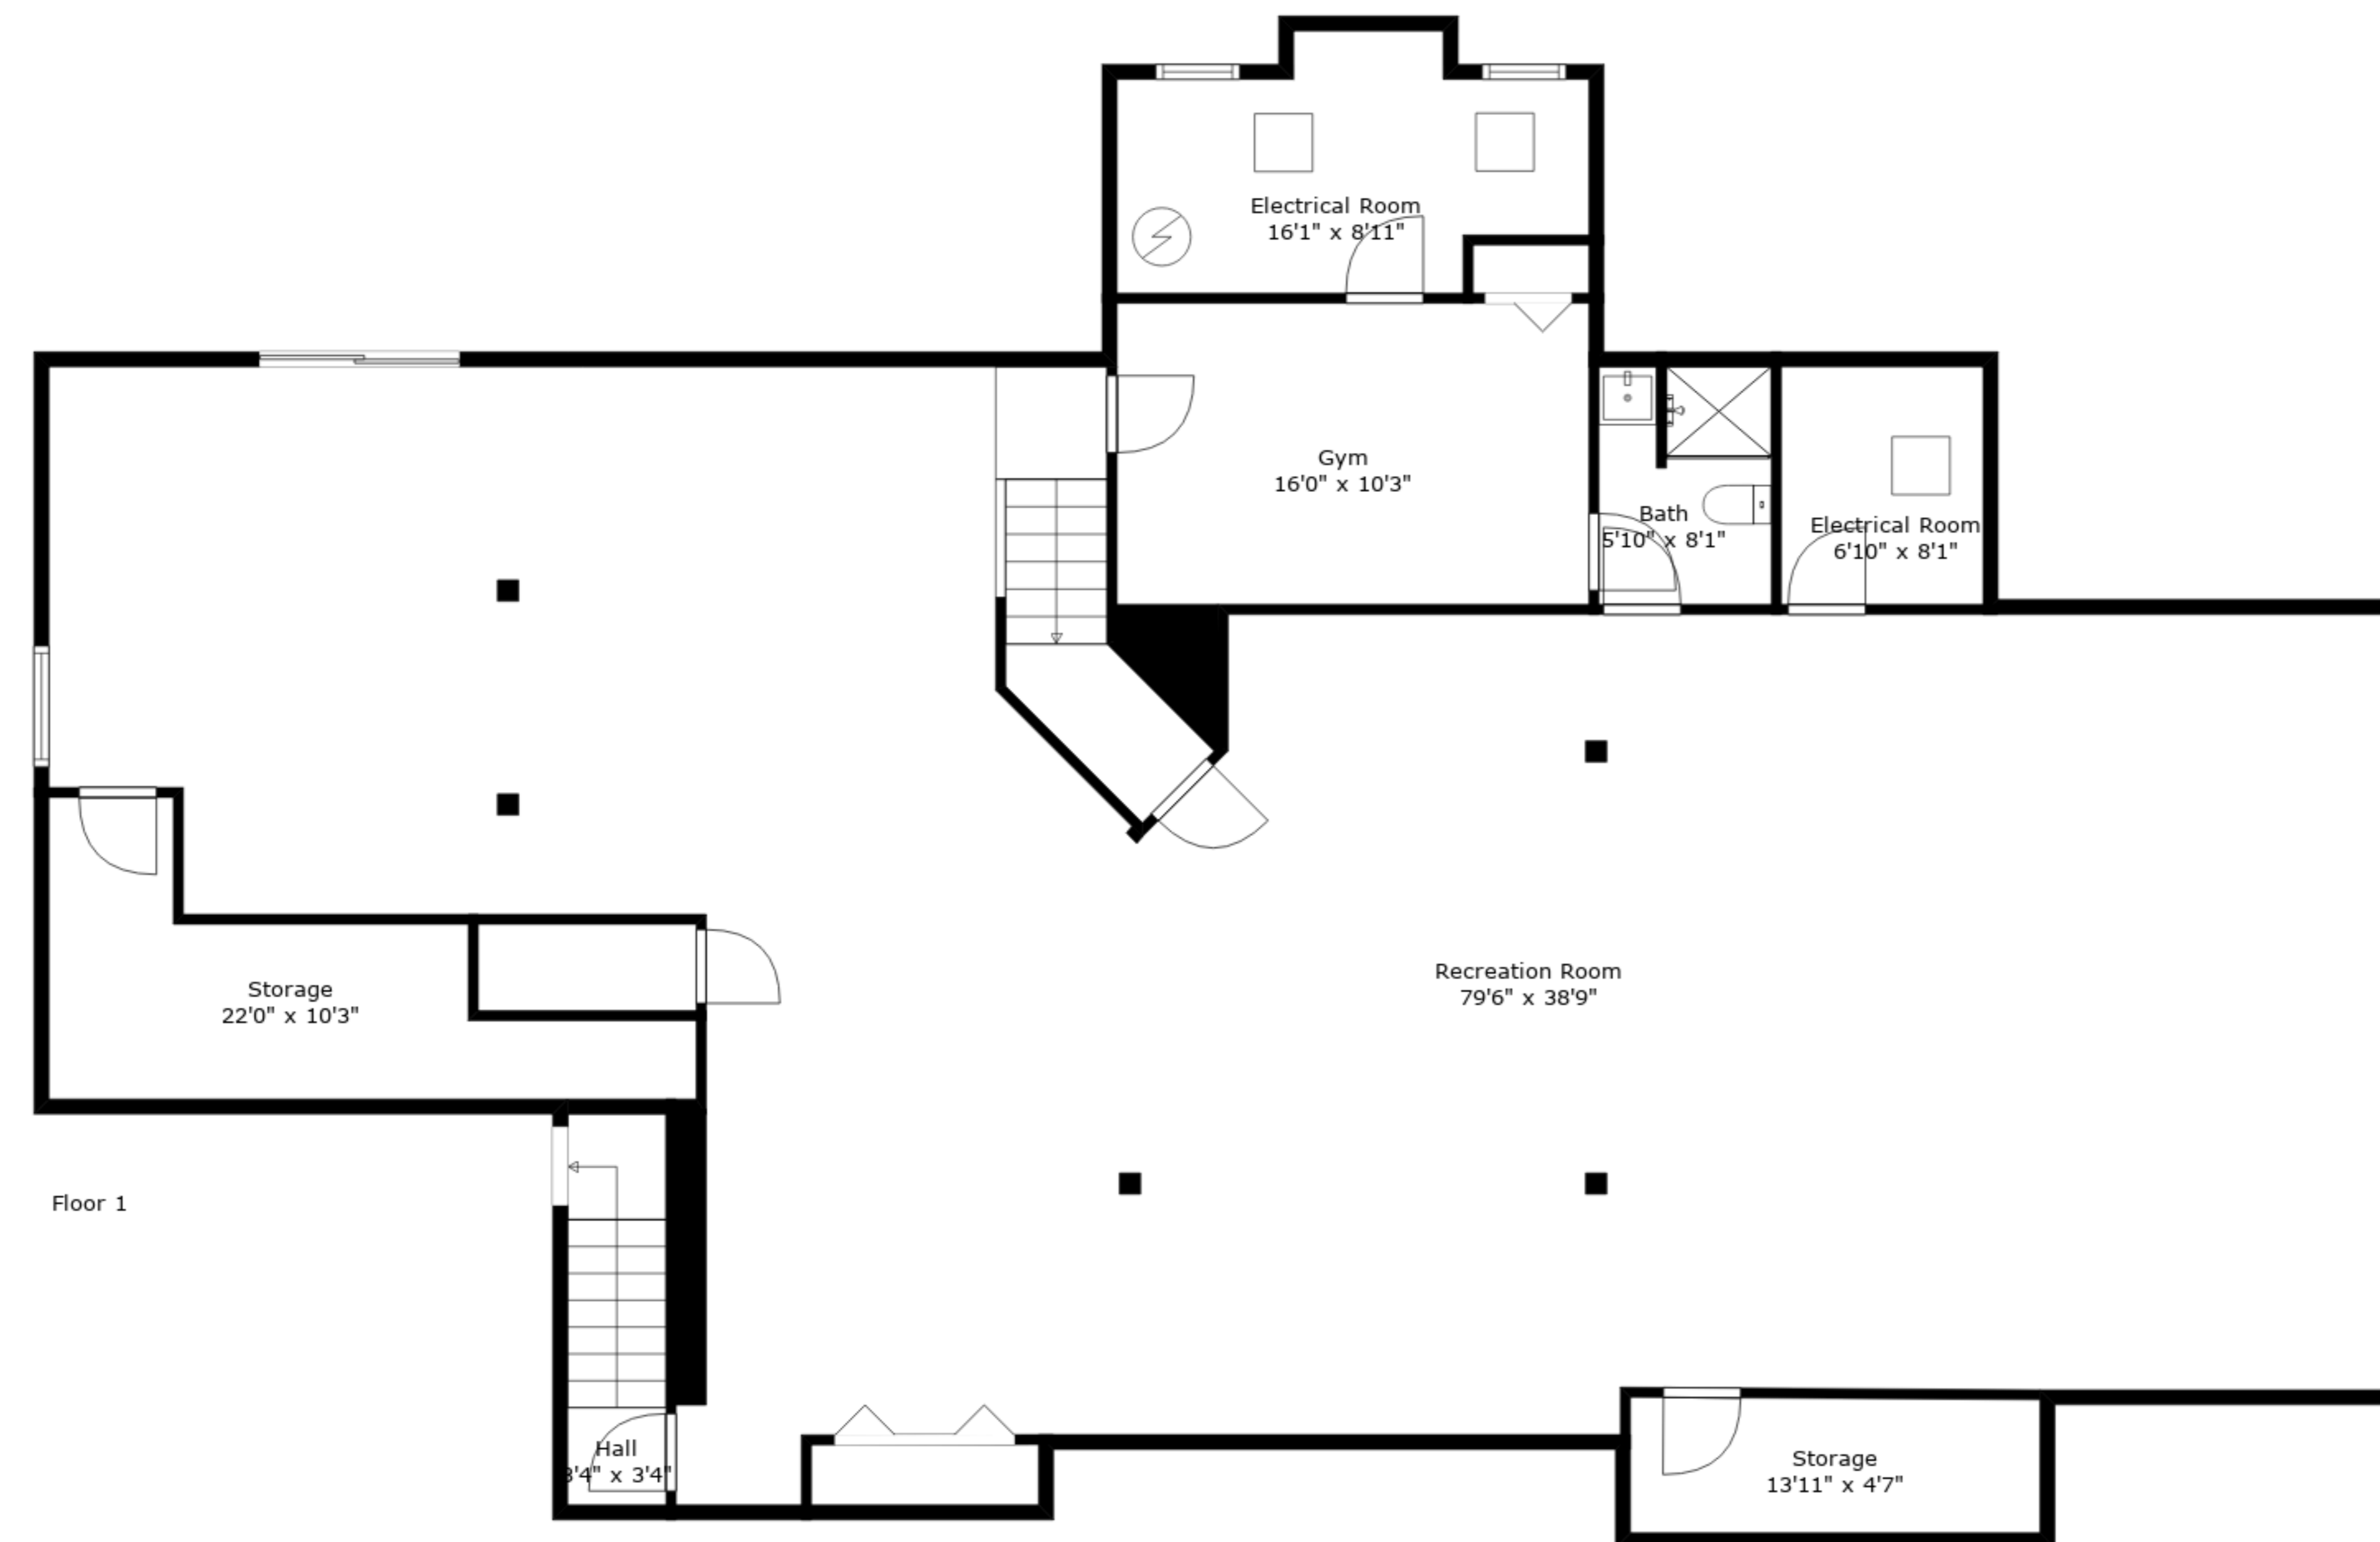 Electrical Room
16'1" x 8'11"
Gym
16'0" x 10'3"
Bath
5'10" x 8'1"
Electrical Room
6'10" x 8'1"
Recreation Room
79'6" x 38'9"
Storage
22'0" x 10'3"
Floor 1
Hall
3'4" x 3'4"
Storage
13'11" x 4'7"